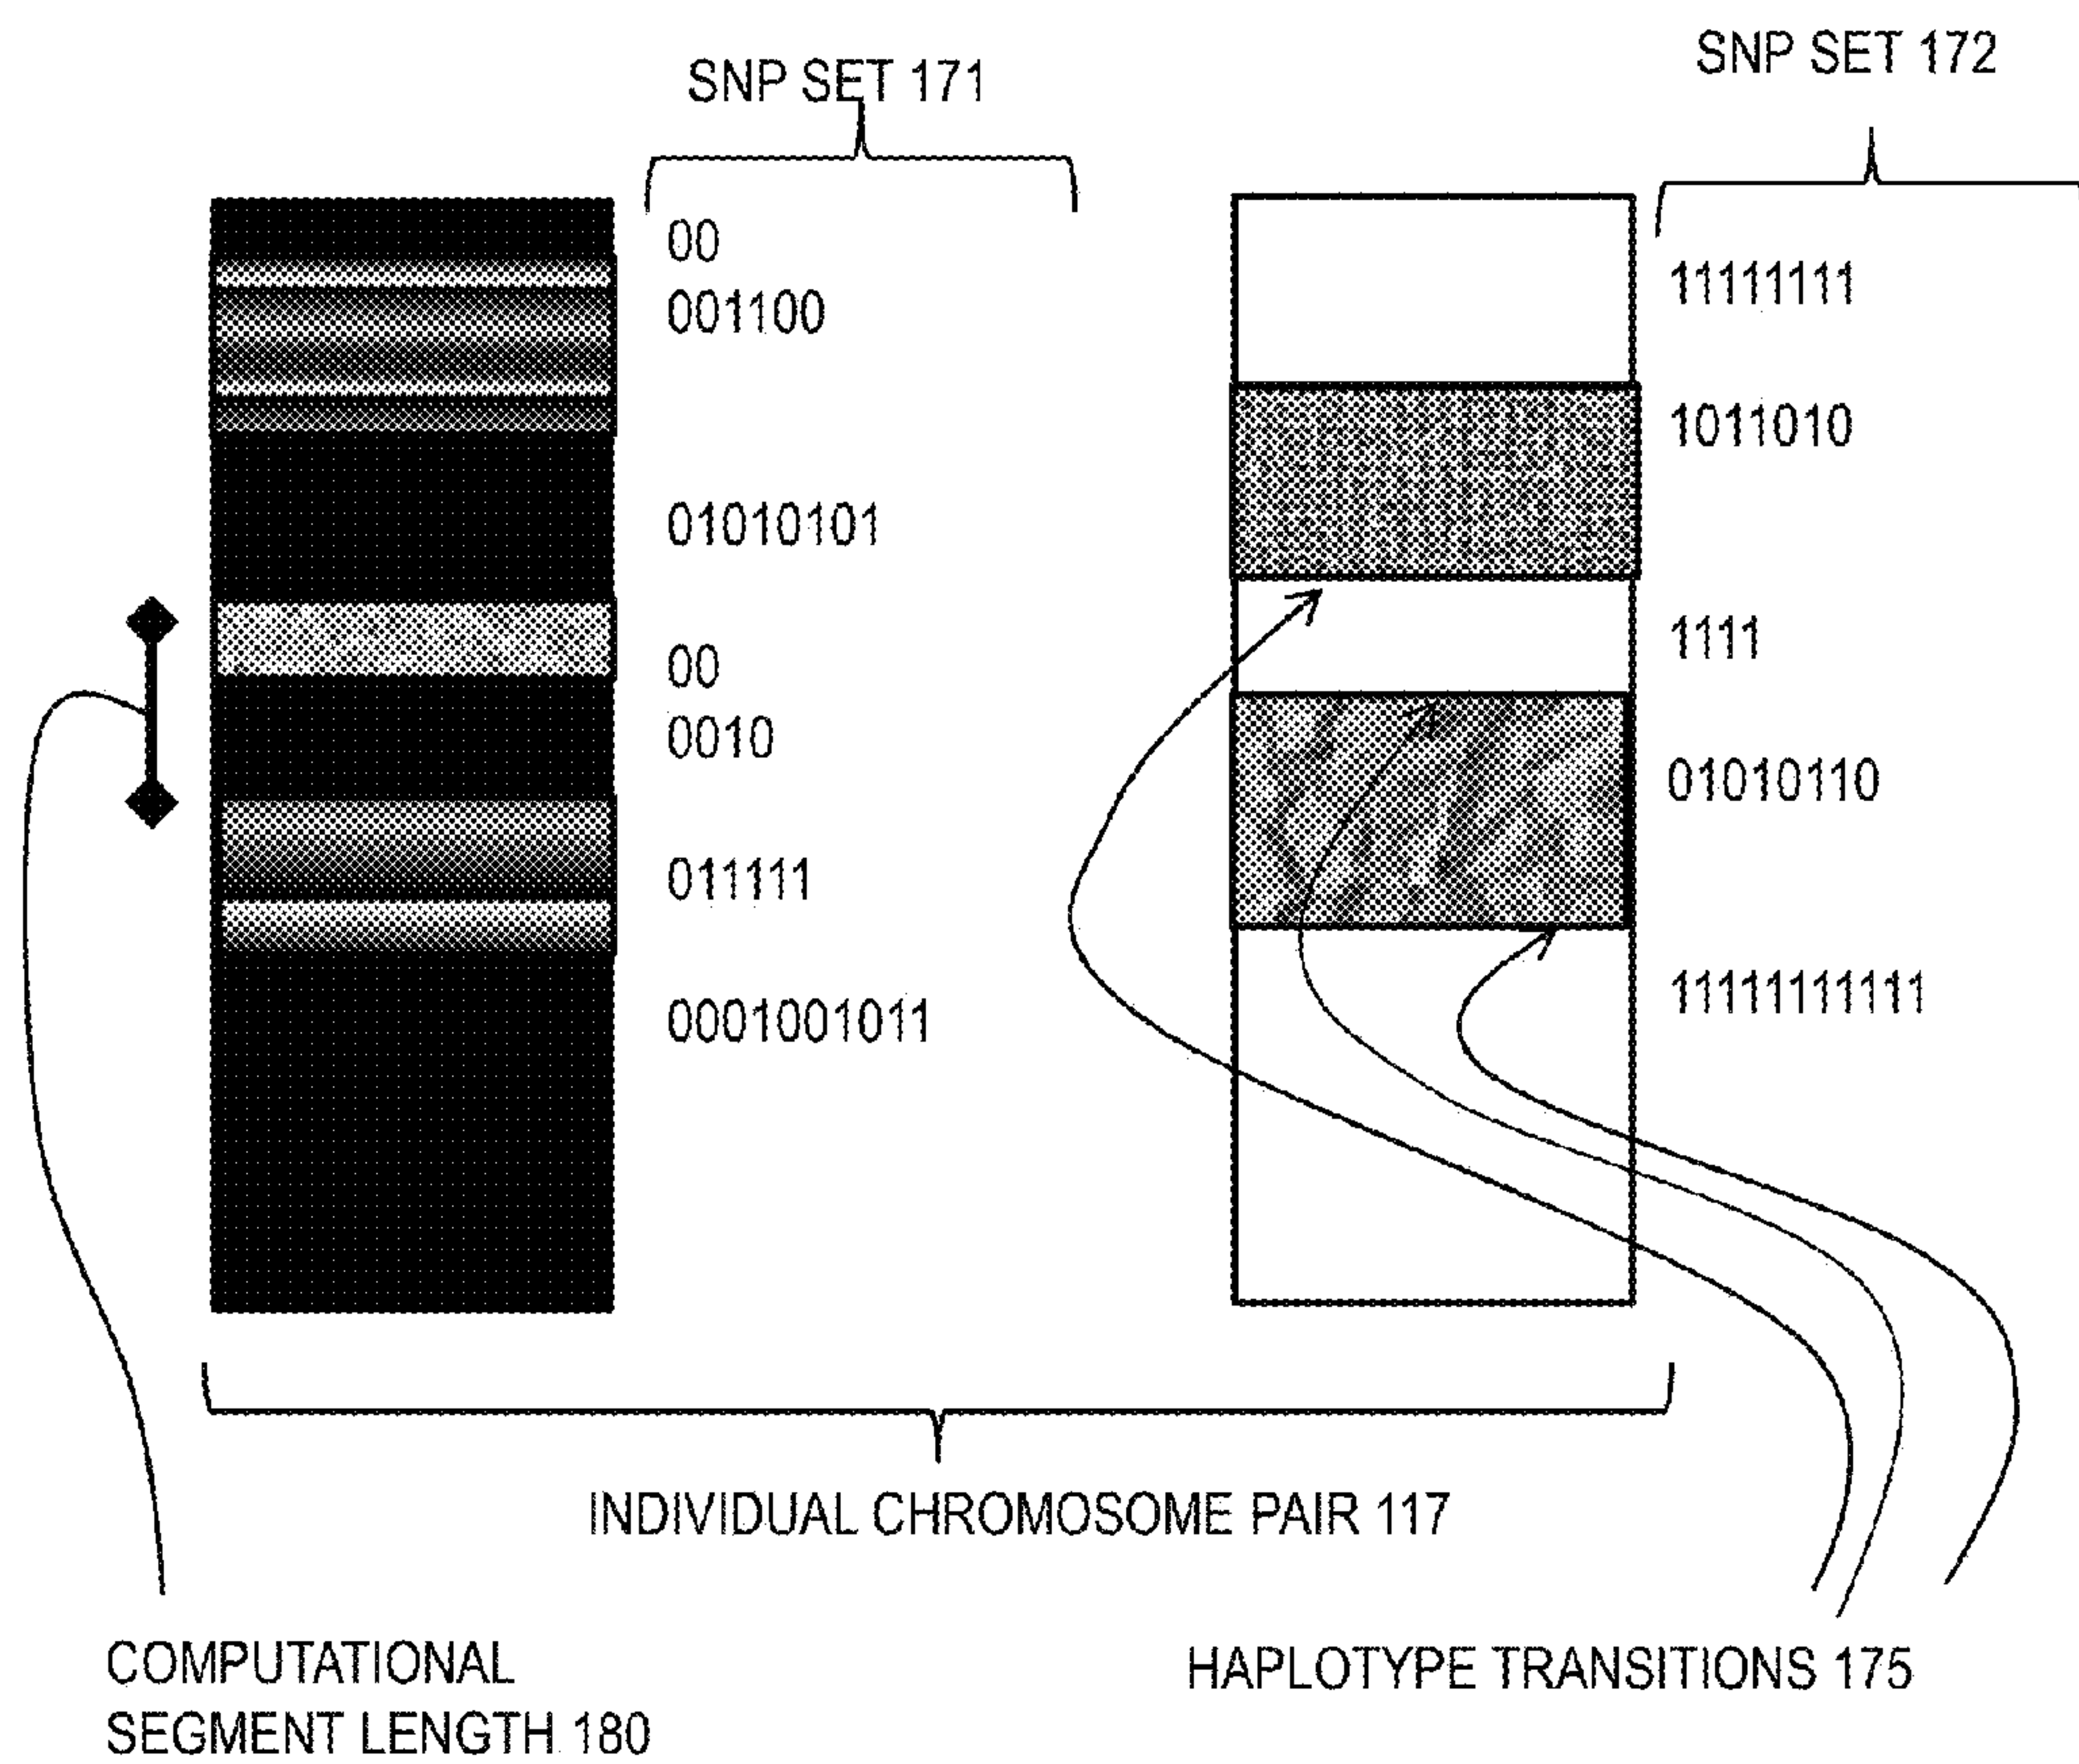 SNP SET 171
00
001100
01010101
00
0010
011111
0001001011
SNP SET 172
11111111
1011010
1111
01010110
11111111111
INDIVIDUAL CHROMOSOME PAIR 117
COMPUTATIONAL
SEGMENT LENGTH 180
HAPLOTYPE TRANSITIONS 175